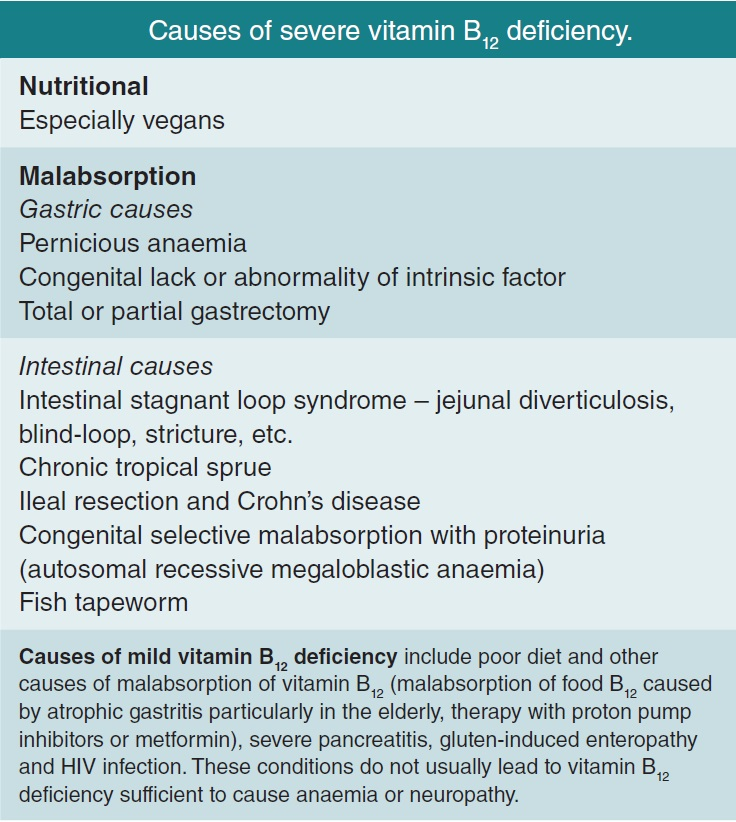 Causes of severe vitamin B12 deficiency.
Nutritional
Especially vegans
Malabsorption
Gastric causes
Pernicious anaemia
Congenital lack or abnormality of intrinsic factor
Total or partial gastrectomy
Intestinal causes
Intestinal stagnant loop syndrome – jejunal diverticulosis,
blind-loop, stricture, etc.
Chronic tropical sprue
Ileal resection and Crohn’s disease
Congenital selective malabsorption with proteinuria
(autosomal recessive megaloblastic anaemia)
Fish tapeworm
Causes of mild vitamin B12 deficiency include poor diet and other
causes of malabsorption of vitamin B12 (malabsorption of food B12 caused
by atrophic gastritis particularly in the elderly, therapy with proton pump
inhibitors or metformin), severe pancreatitis, gluten-induced enteropathy
and HIV infection. These conditions do not usually lead to vitamin B12
deficiency sufficient to cause anaemia or neuropathy.